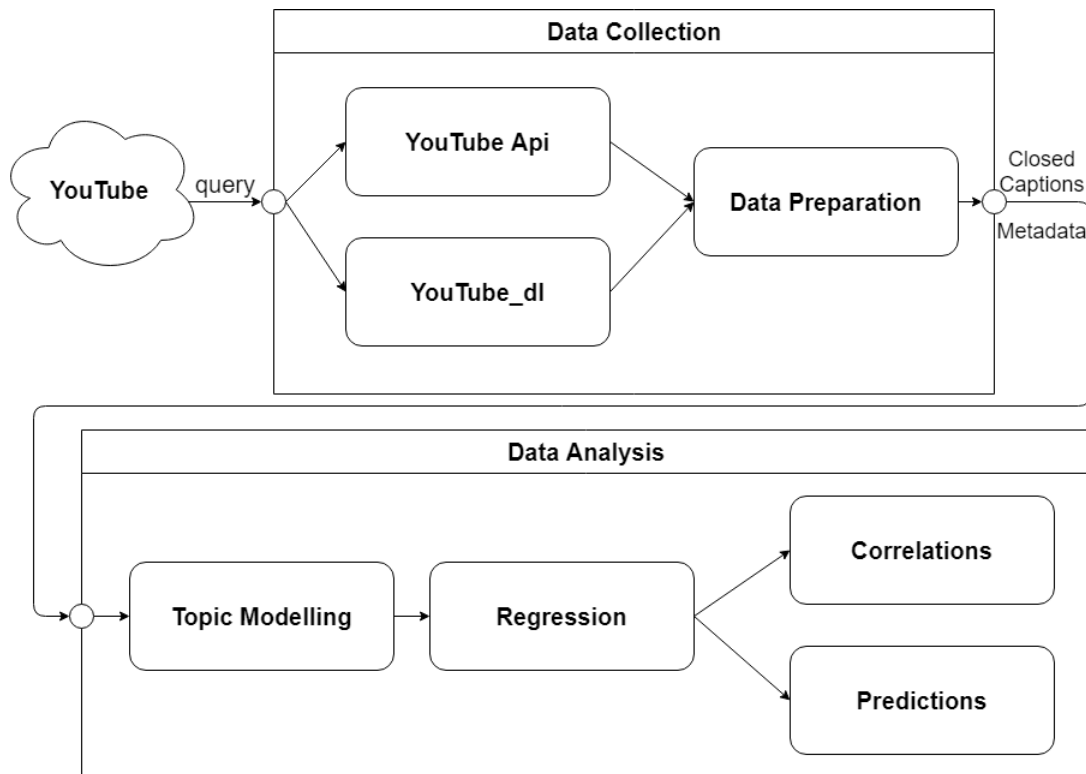 Data Collection
YouTube
query
YouTube Api
YouTube_dl
Data Preparation
Closed
Captions
Metadata
Data Analysis
Topic Modelling
Regression
Correlations
Predictions